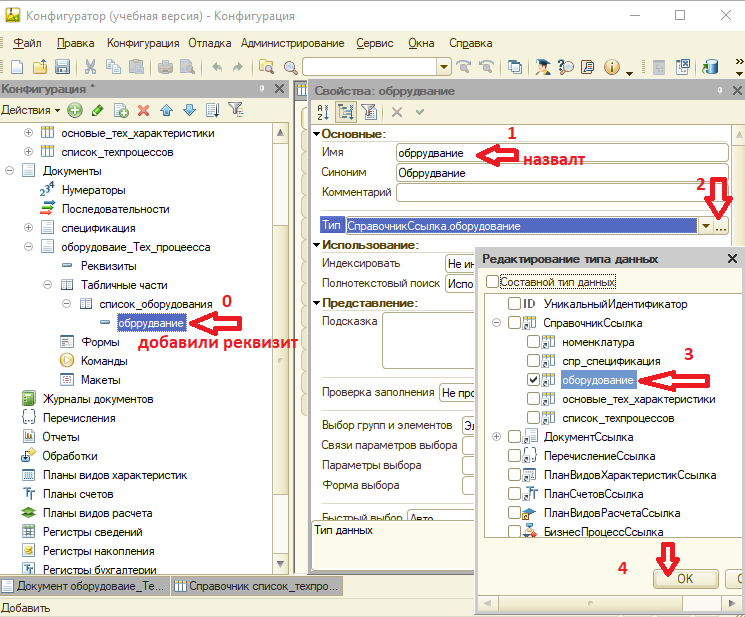 Конфигуратор (учебная версия) - Конфигурация
Файл Правка Конфигурация Отладка Администрирование Сервис Окна Справка
Конфигурация *
Действия
основые_тех_характеристики
список_техпроцессов
Документы
Нумераторы
Последовательности
спецификация
оборудоваие_Тех_процеесса
Реквизиты
Табличные части
список_оборудования
0
обррудвание
добавили реквизит
Формы
Команды
Макеты
Журналы документов
Перечисления
Отчеты
Обработки
Планы видов характеристик
Планы счетов
Планы видов расчета
Регистры сведений
Регистры накопления
Регистры бухгалтерии
Свойства: обррудвание
Основные:
1
Имя обррудвание
назвалт
Синоним Обррудвание
Комментарий
2
Тип СправочникСсылка.оборудование ...
Использование:
Индексировать Не ин
Полнотекстовый поиск Испо
Представление:
Подсказка
Проверка заполнения Не про
Выбор групп и элементов Эл
Связи параметров выбора
Параметры выбора
Форма выбора
Быстрый выбор Авто
Тип данных
Редактирование типа данных
Составной тип данных
УникальныйИдентификатор
СправочникСсылка
номенклатура
спр_спецификация
3
оборудование
основые_тех_характеристики
список_техпроцессов
ДокументСсылка
ПеречислениеСсылка
ПланВидовХарактеристикСсылка
ПланСчетовСсылка
ПланВидовРасчетаСсылка
БизнесПроцессСсылка
4
OK
Документ оборудоваие_Те...
Справочник список_техпро...
Добавить